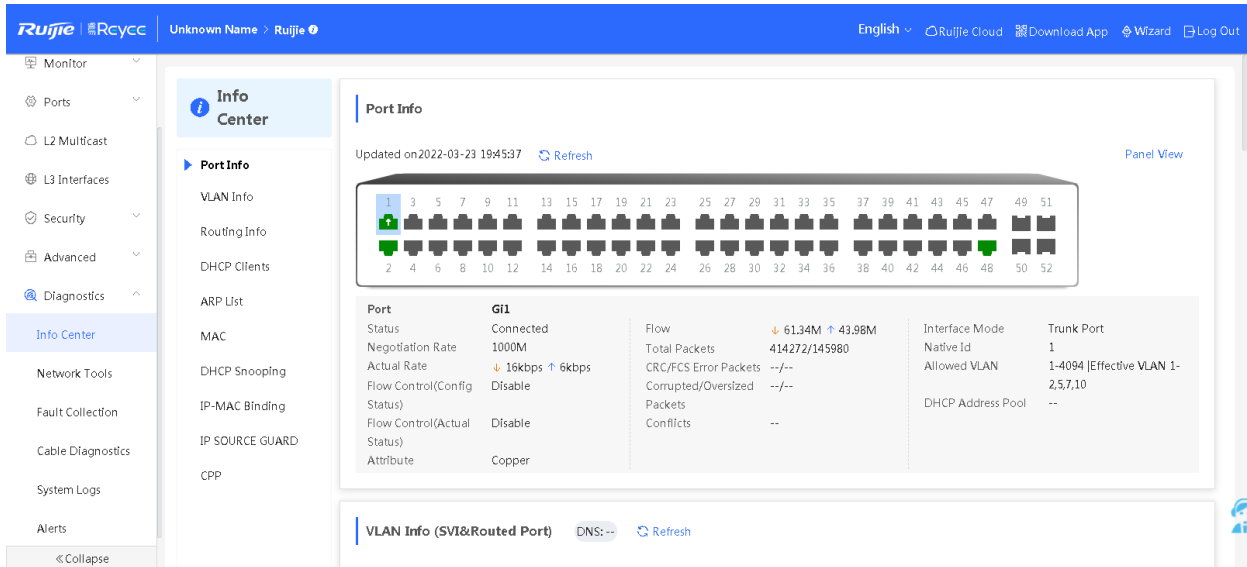 Ruijie | Reyee Unknown Name > Ruijie English Ruijie Cloud Download App Wizard Log Out
Monitor
Ports
L2 Multicast
L3 Interfaces
Security
Advanced
Diagnostics
Info Center
Network Tools
Fault Collection
Cable Diagnostics
System Logs
Alerts
«Collapse
Info
Center
Port Info
VLAN Info
Routing Info
DHCP Clients
ARP List
MAC
DHCP Snooping
IP-MAC Binding
IP SOURCE GUARD
CPP
Port Info
Updated on2022-03-23 19:45:37 Refresh Panel View
1 3 5 7 9 11 13 15 17 19 21 23 25 27 29 31 33 35 37 39 41 43 45 47 49 51
2 4 6 8 10 12 14 16 18 20 22 24 26 28 30 32 34 36 38 40 42 44 46 48 50 52
Port Gi1
Status Connected
Negotiation Rate 1000M
Actual Rate ↓ 16kbps ↑ 6kbps
Flow Control(Config Disable
Status)
Flow Control(Actual Disable
Status)
Attribute Copper
Flow ↓ 61.34M ↑ 43.98M
Total Packets 414272/145980
CRC/FCS Error Packets --/--
Corrupted/Oversized --/--
Packets
Conflicts --
Interface Mode Trunk Port
Native Id 1
Allowed VLAN 1-4094 |Effective VLAN 1-
2,5,7,10
DHCP Address Pool --
VLAN Info (SVI&Routed Port) DNS: -- Refresh